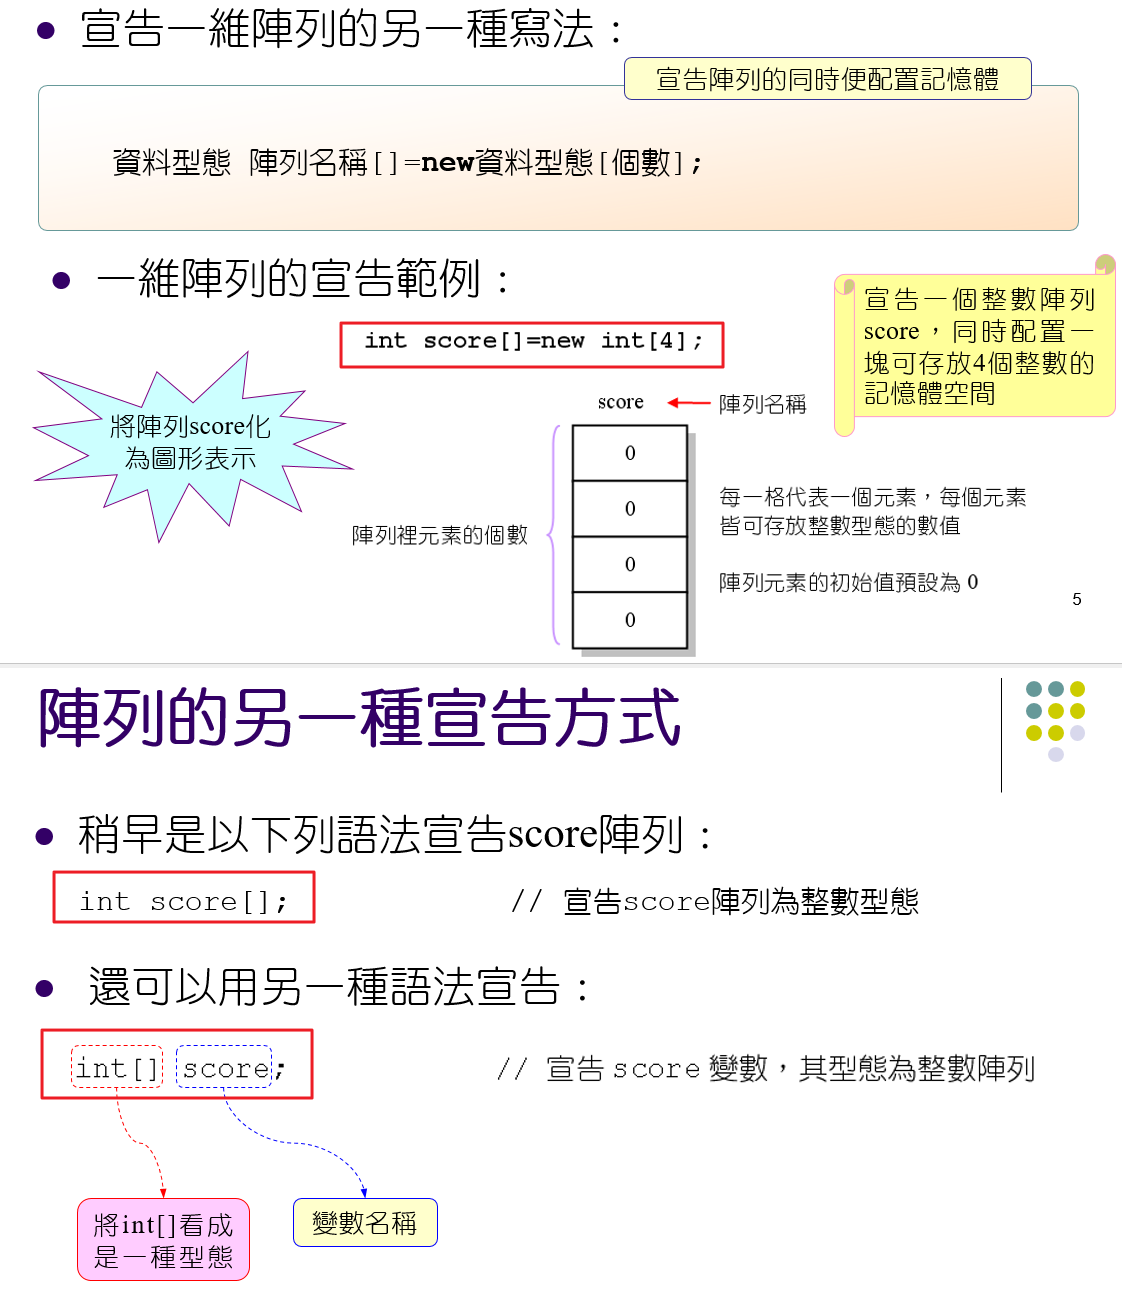 宣告一維陣列的另一種寫法：
宣告陣列的同時便配置記憶體
資料型態 陣列名稱[]=new資料型態[個數];
一維陣列的宣告範例：
宣告一個整數陣列
score，同時配置一
塊可存放4個整數的
記憶體空間
int score[]=new int[4];
將陣列score化
為圖形表示
score
陣列名稱
0
0
0
0
陣列裡元素的個數
每一格代表一個元素，每個元素
皆可存放整數型態的數值
陣列元素的初始值預設為 0
5
陣列的另一種宣告方式
稍早是以下列語法宣告score陣列：
int score[]; // 宣告score陣列為整數型態
還可以用另一種語法宣告：
int[] score; // 宣告 score 變數，其型態為整數陣列
將int[]看成
是一種型態
變數名稱